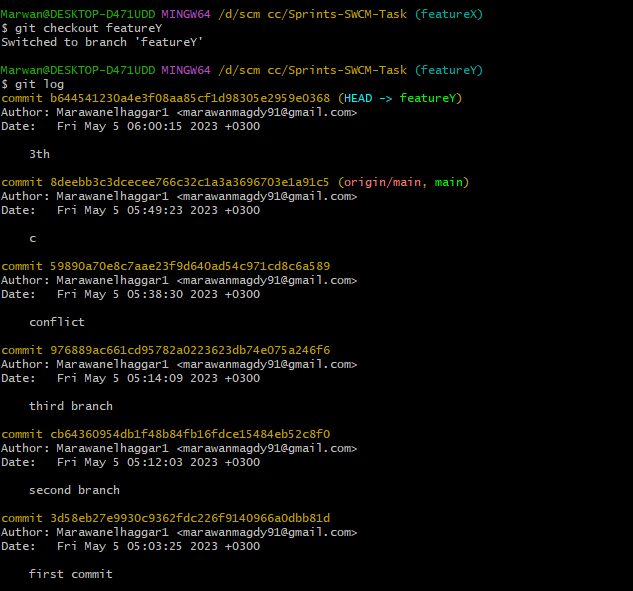 Marwan@DESKTOP-D471UDD MINGW64 /d/scm cc/Sprints-SWCM-Task (featureX)
$ git checkout featureY
Switched to branch 'featureY'
Marwan@DESKTOP-D471UDD MINGW64 /d/scm cc/Sprints-SWCM-Task (featureY)
$ git log
commit b644541230a4e3f08aa85cf1d98305e2959e0368 (HEAD -> featureY)
Author: Marawanelhaggar1 <marawanmagdy91@gmail.com>
Date:   Fri May 5 06:00:15 2023 +0300
    3th
commit 8deebb3c3dcecee766c32c1a3a3696703e1a91c5 (origin/main, main)
Author: Marawanelhaggar1 <marawanmagdy91@gmail.com>
Date:   Fri May 5 05:49:23 2023 +0300
    c
commit 59890a70e8c7aae23f9d640ad54c971cd8c6a589
Author: Marawanelhaggar1 <marawanmagdy91@gmail.com>
Date:   Fri May 5 05:38:30 2023 +0300
    conflict
commit 976889ac661cd95782a0223623db74e075a246f6
Author: Marawanelhaggar1 <marawanmagdy91@gmail.com>
Date:   Fri May 5 05:14:09 2023 +0300
    third branch
commit cb64360954db1f48b84fb16fdce15484eb52c8f0
Author: Marawanelhaggar1 <marawanmagdy91@gmail.com>
Date:   Fri May 5 05:12:03 2023 +0300
    second branch
commit 3d58eb27e9930c9362fdc226f9140966a0dbb81d
Author: Marawanelhaggar1 <marawanmagdy91@gmail.com>
Date:   Fri May 5 05:03:25 2023 +0300
    first commit